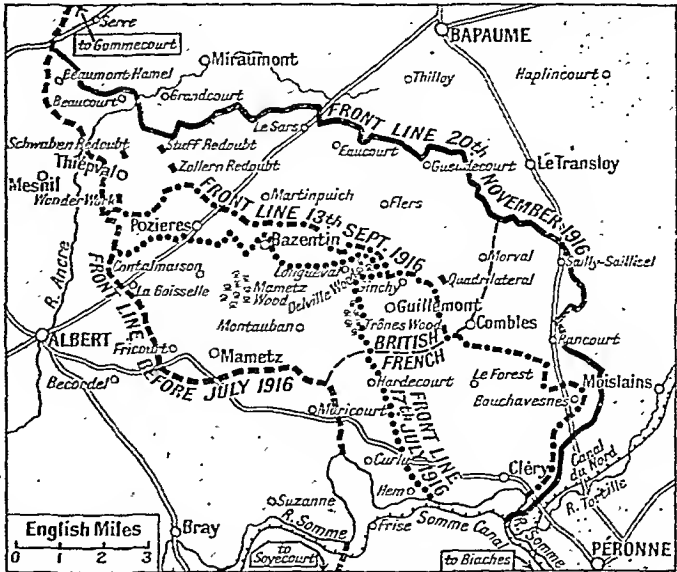 Serre
to Gommecourt
BAPAUME
Miraumont
Thilloy
Haplincourt
Beaumont Hamel
Beaucourt
Grandcourt
Le Sars
FRONT LINE 20th NOVEMBER 1916
Schwaben Redoubt
Stuff Redoubt
Eaucourt
Gueudecourt
Le Transloy
Thiepval
Zollern Redoubt
Mesnil
Wonder Work
FRONT LINE 13th SEPT. 1916
Martinpuich
Flers
Pozieres
Bazentin
Morval
Sailly-Saillisel
Contalmaison
Longueval
Delville Wood
Ginchy
Quadrilateral
R. Ancre
La Boisselle
Mametz
Wood
Guillemont
Montauban
Trônes Wood
Combles
ALBERT
FRONT LINE BEFORE JULY 1916
BRITISH
FRENCH
Rancourt
Fricourt
Mametz
Becordel
Hardecourt
Le Forest
Moislains
Bouchavesnes
Maricourt
FRONT LINE 17th JULY 1916
Curlu
Cléry
Canal du Nord
Hem
R. Tortille
Suzanne
English Miles
0 1 2 3
Bray
R. Somme
Frise
Somme Canal
R. Somme
to Soyecourt
to Biaches
PÉRONNE